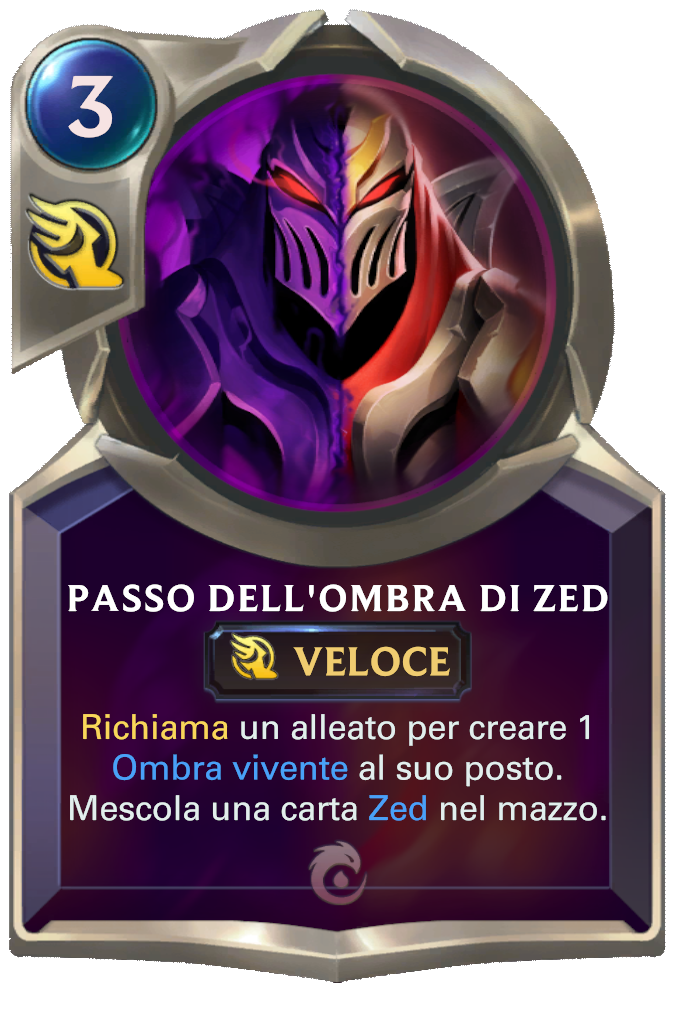 3
PASSO DELL'OMBRA DI ZED
VELOCE
Richiama un alleato per creare 1
Ombra vivente al suo posto.
Mescola una carta Zed nel mazzo.